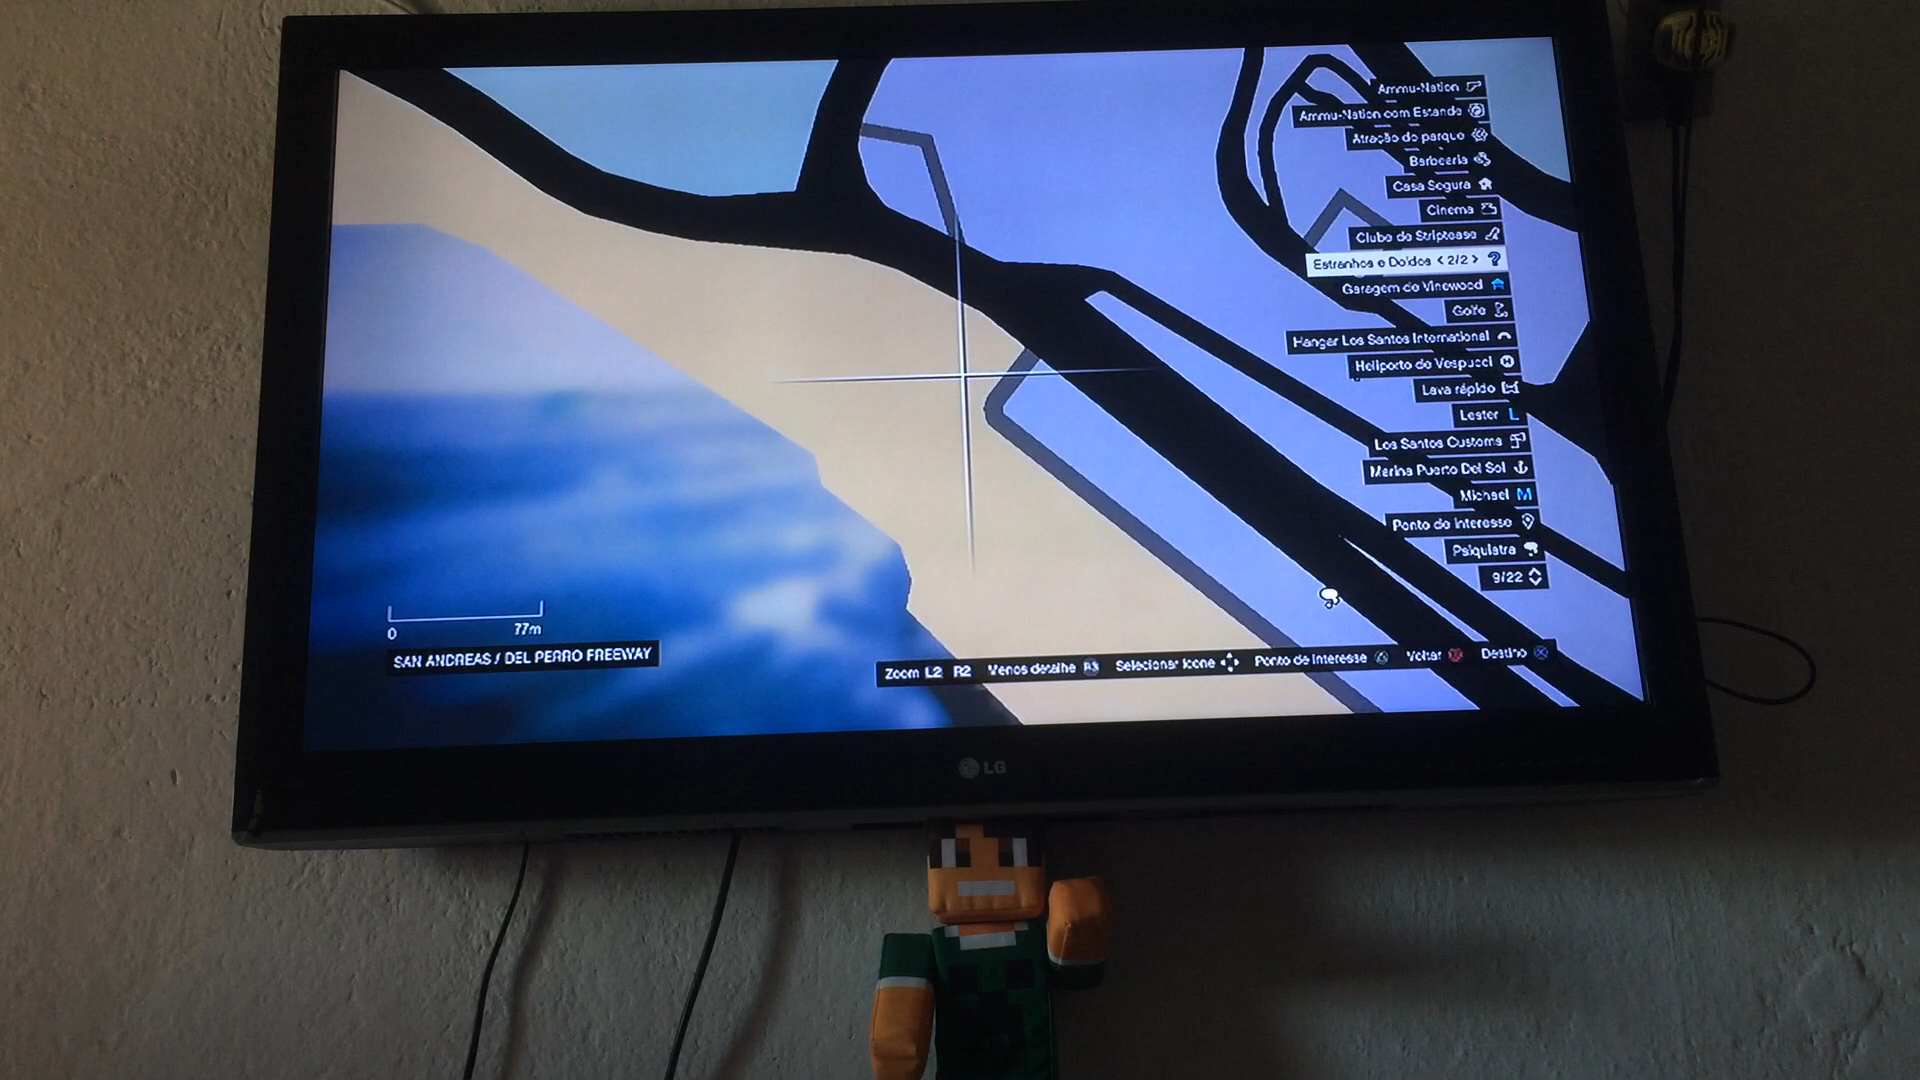 Ammu-Nation
Ammu-Nation com Estande
Atração do parque
Barbearia
Casa Segura
Cinema
Clube de Striptease
Estranhos e Doidos < 2/2 >
Garagem de Vinewood
Golfe
Hangar Los Santos International
Heliporto de Vespucci
Lava rápido
Lester L
Los Santos Customs
Marina Puerto Del Sol
Michael M
Ponto de Interesse
Psiquiatra
9/22
0 77m
SAN ANDREAS / DEL PERRO FREEWAY
Zoom L2 R2 Menos detalhe R3 Selecionar ícone Ponto de Interesse Voltar Destino
LG